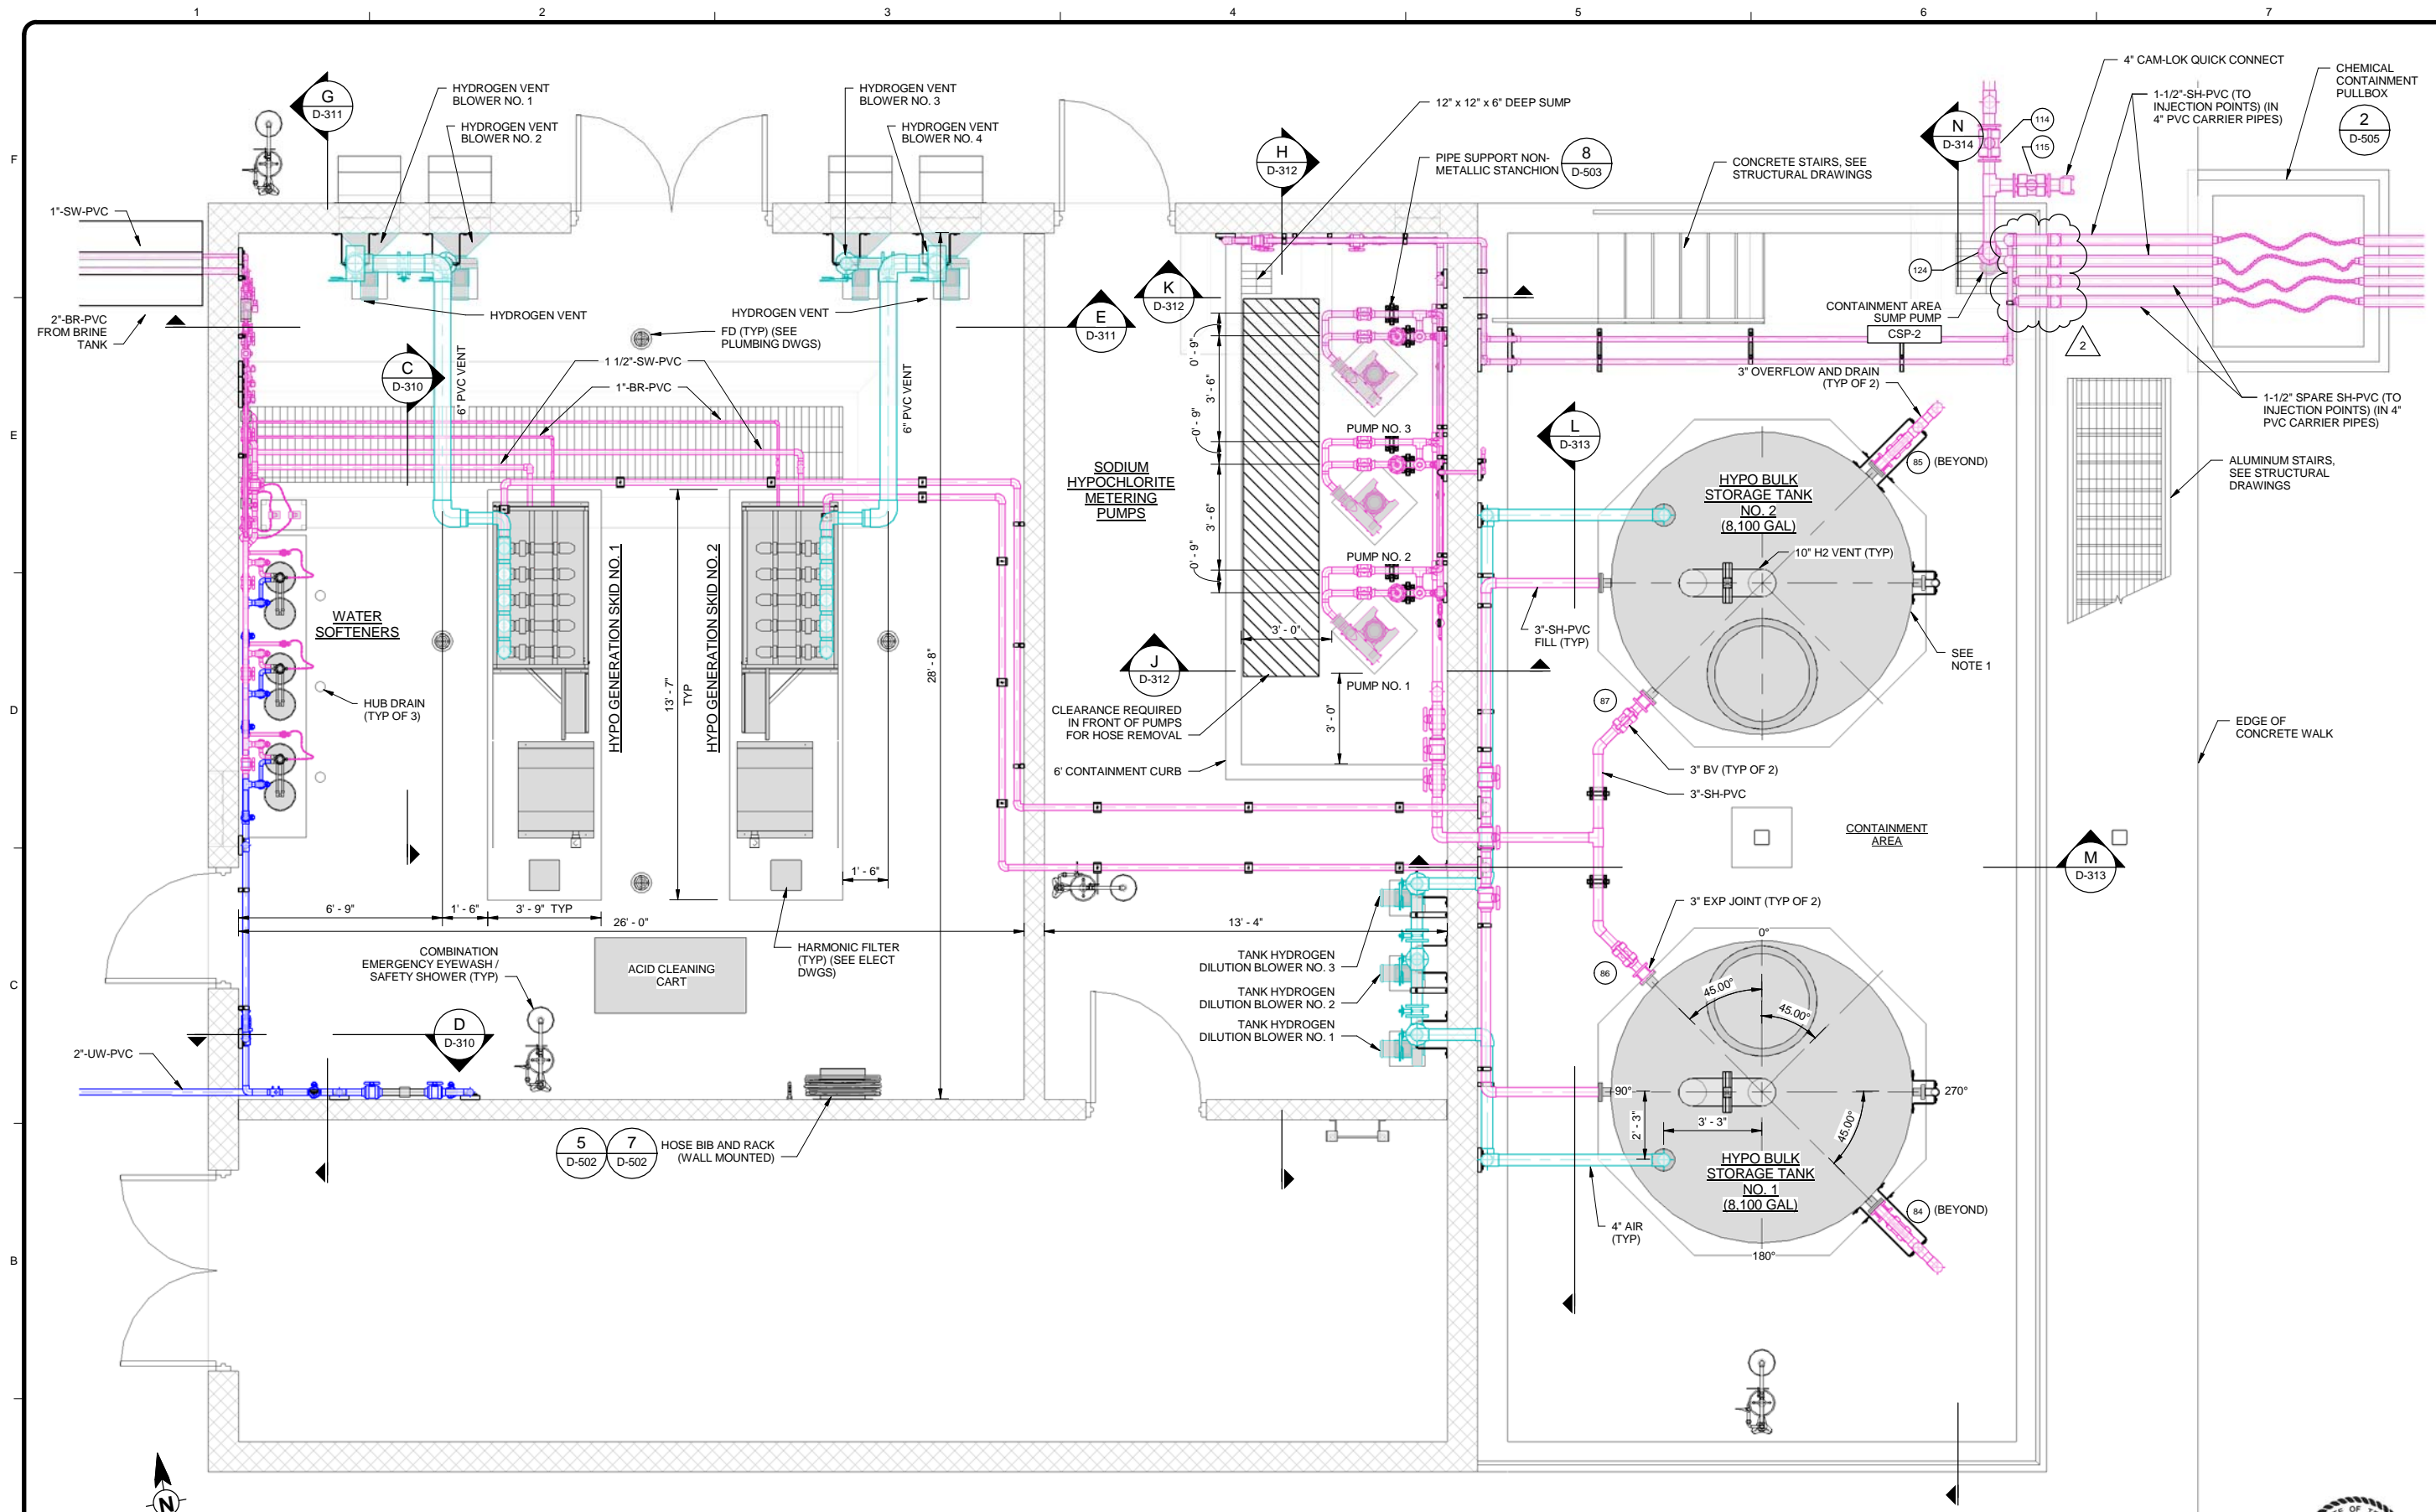 1
2
3
4
5
6
7
F
E
D
C
B
G
D-311
HYDROGEN VENT
BLOWER NO. 1
HYDROGEN VENT
BLOWER NO. 2
HYDROGEN VENT
BLOWER NO. 3
HYDROGEN VENT
BLOWER NO. 4
12" x 12" x 6" DEEP SUMP
H
D-312
PIPE SUPPORT NON-
METALLIC STANCHION
8
D-503
CONCRETE STAIRS, SEE
STRUCTURAL DRAWINGS
N
D-314
114
115
4" CAM-LOK QUICK CONNECT
1-1/2"-SH-PVC (TO
INJECTION POINTS) (IN
4" PVC CARRIER PIPES)
CHEMICAL
CONTAINMENT
PULLBOX
2
D-505
1"-SW-PVC
2"-BR-PVC
FROM BRINE
TANK
HYDROGEN VENT
HYDROGEN VENT
FD (TYP) (SEE
PLUMBING DWGS)
E
D-311
K
D-312
124
CONTAINMENT AREA
SUMP PUMP
CSP-2
2
C
D-310
6" PVC VENT
1 1/2"-SW-PVC
1"-BR-PVC
6" PVC VENT
0' - 9"
3' - 6"
0' - 9"
3' - 6"
0' - 9"
PUMP NO. 3
PUMP NO. 2
PUMP NO. 1
SODIUM
HYPOCHLORITE
METERING
PUMPS
L
D-313
3" OVERFLOW AND DRAIN
(TYP OF 2)
85
(BEYOND)
1-1/2" SPARE SH-PVC (TO
INJECTION POINTS) (IN 4"
PVC CARRIER PIPES)
ALUMINUM STAIRS,
SEE STRUCTURAL
DRAWINGS
HYPO BULK
STORAGE TANK
NO. 2
(8,100 GAL)
10" H2 VENT (TYP)
WATER
SOFTENERS
HYPO GENERATION SKID NO. 1
HYPO GENERATION SKID NO. 2
13' - 7"
TYP
28' - 8"
3' - 0"
J
D-312
3"-SH-PVC
FILL (TYP)
SEE
NOTE 1
HUB DRAIN
(TYP OF 3)
CLEARANCE REQUIRED
IN FRONT OF PUMPS
FOR HOSE REMOVAL
3' - 0"
87
EDGE OF
CONCRETE WALK
6' CONTAINMENT CURB
3" BV (TYP OF 2)
3"-SH-PVC
CONTAINMENT
AREA
M
D-313
1' - 6"
6' - 9"
1' - 6"
3' - 9" TYP
26' - 0"
13' - 4"
3" EXP JOINT (TYP OF 2)
COMBINATION
EMERGENCY EYEWASH /
SAFETY SHOWER (TYP)
ACID CLEANING
CART
HARMONIC FILTER
(TYP) (SEE ELECT
DWGS)
TANK HYDROGEN
DILUTION BLOWER NO. 3
TANK HYDROGEN
DILUTION BLOWER NO. 2
TANK HYDROGEN
DILUTION BLOWER NO. 1
86
0°
45.00°
45.00°
D
D-310
2"-UW-PVC
90°
270°
2' - 3"
3' - 3"
45.00°
5
D-502
7
D-502
HOSE BIB AND RACK
(WALL MOUNTED)
HYPO BULK
STORAGE TANK
NO. 1
(8,100 GAL)
84
(BEYOND)
4" AIR
(TYP)
180°
N